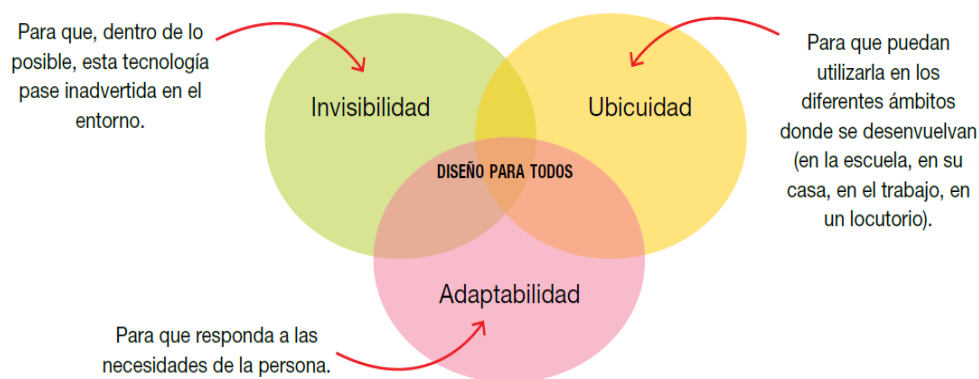 Para que, dentro de lo
posible, esta tecnología
pase inadvertida en el
entorno.
Invisibilidad
Ubicuidad
Para que puedan
utilizarla en los
diferentes ámbitos
donde se desenvuelvan
(en la escuela, en su
casa, en el trabajo, en
un locutorio).
DISEÑO PARA TODOS
Adaptabilidad
Para que responda a las
necesidades de la persona.